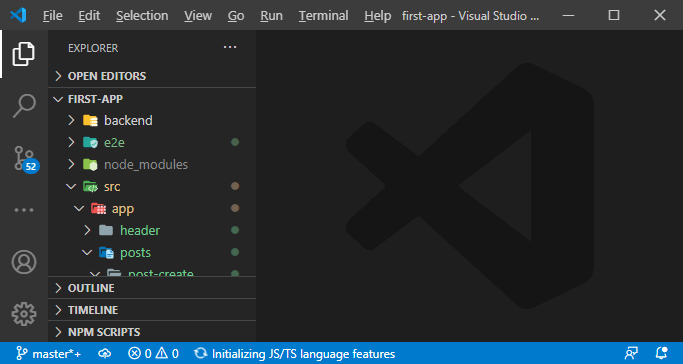 File Edit Selection View Go Run Terminal Help first-app - Visual Studio ...
EXPLORER
OPEN EDITORS
FIRST-APP
backend
e2e
node_modules
src
app
header
posts
post-create
OUTLINE
TIMELINE
NPM SCRIPTS
52
master*+ 0 0 Initializing JS/TS language features